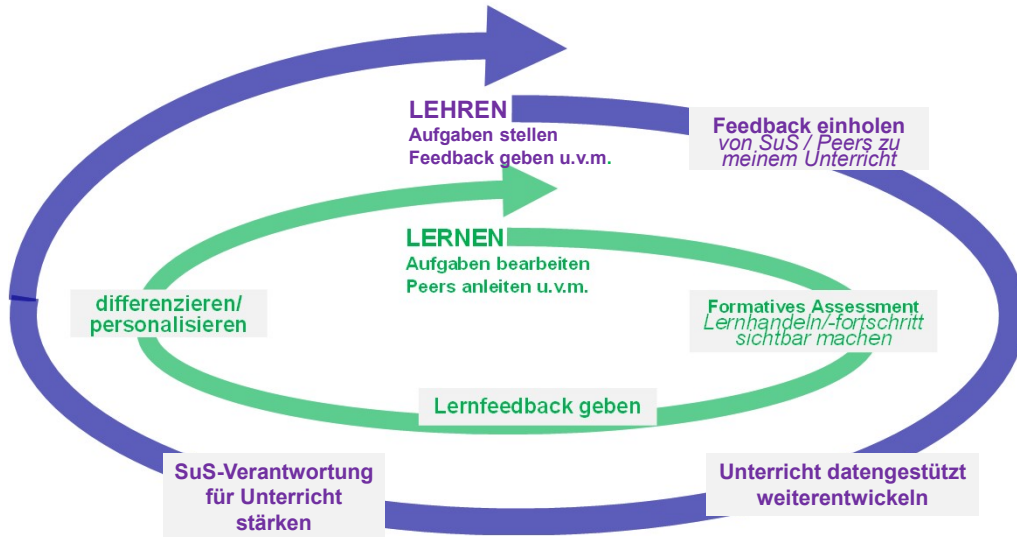 LEHREN
Aufgaben stellen
Feedback geben u.v.m.
Feedback einholen
von SuS / Peers zu
meinem Unterricht
LERNEN
Aufgaben bearbeiten
Peers anleiten u.v.m.
differenzieren/
personalisieren
Formatives Assessment
Lernhandeln/-fortschritt
sichtbar machen
Lernfeedback geben
SuS-Verantwortung
für Unterricht
stärken
Unterricht datengestützt
weiterentwickeln